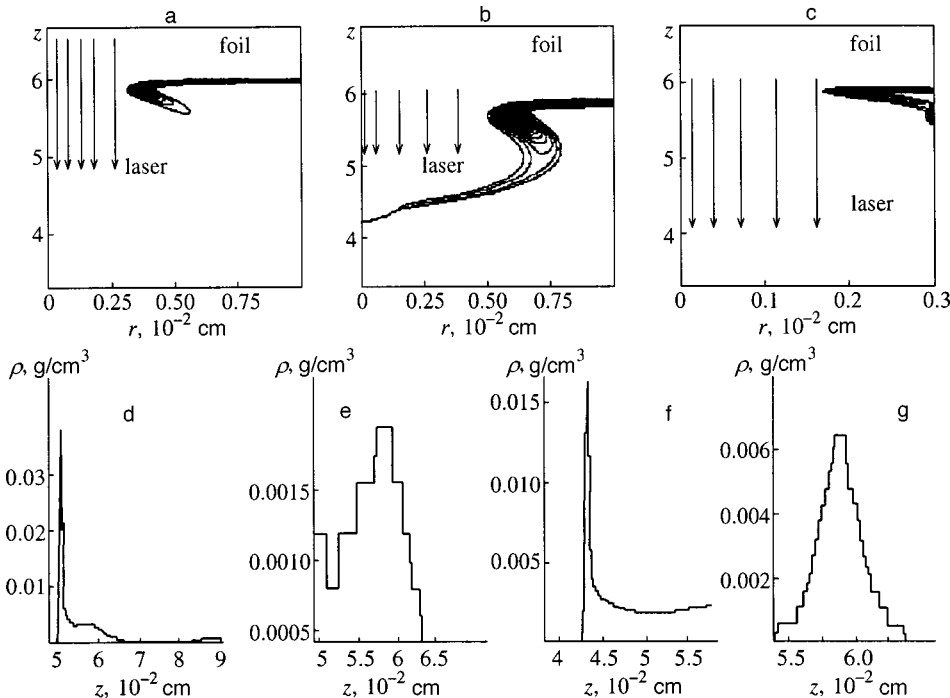 a
z
foil
6
5
laser
4
0
0.25
0.50
0.75
r, 10⁻² cm
b
z
foil
6
laser
5
4
0
0.25
0.50
0.75
r, 10⁻² cm
c
z
foil
6
5
laser
4
0
0.1
0.2
0.3
r, 10⁻² cm
ρ, g/cm³
d
0.03
0.02
0.01
5
6
7
8
9
z, 10⁻² cm
ρ, g/cm³
e
0.0015
0.0010
0.0005
5
6
6.5
z, 10⁻² cm
ρ, g/cm³
f
0.015
0.010
0.005
4
4.5
5
5.5
z, 10⁻² cm
ρ, g/cm³
g
0.006
0.004
0.002
5.5
6.0
z, 10⁻² cm